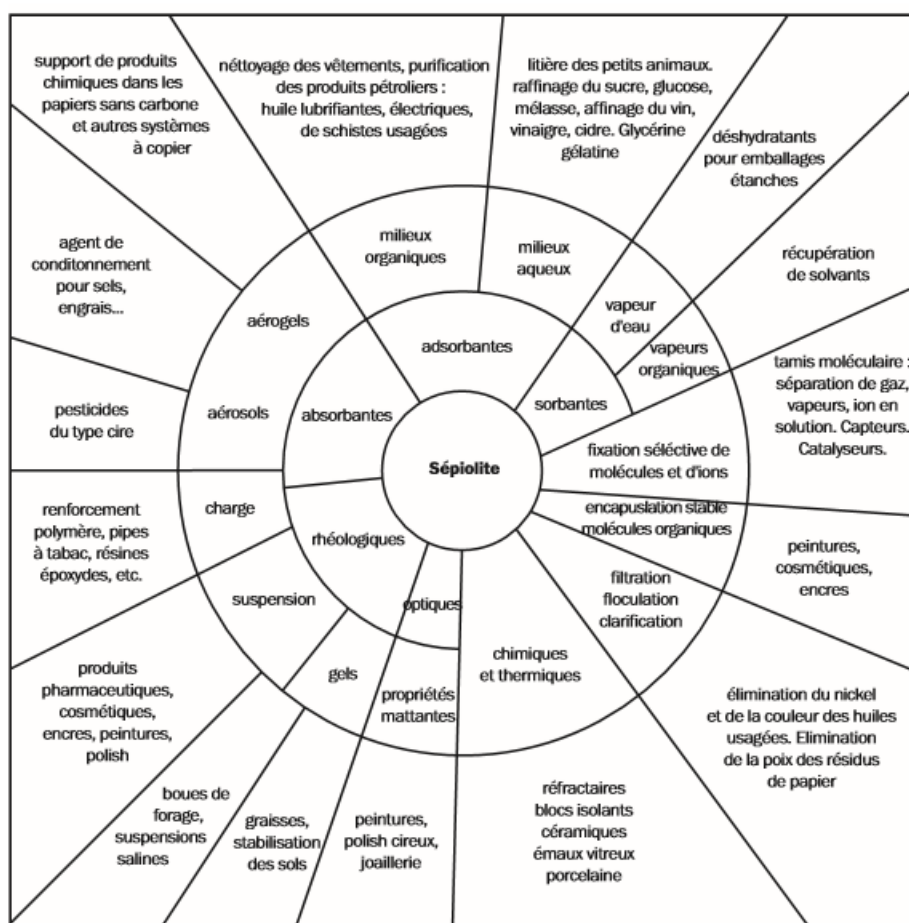 support de produits
chimiques dans les
papiers sans carbone
et autres systèmes
à copier
néttoyage des vêtements, purification
des produits pétroliers :
huile lubrifiantes, électriques,
de schistes usagées
litière des petits animaux.
raffinage du sucre, glucose,
mélasse, affinage du vin,
vinaigre, cidre. Glycérine
gélatine
déshydratants
pour emballages
étanches
récupération
de solvants
agent de
conditonnement
pour sels,
engrais...
pesticides
du type cire
tamis moléculaire :
séparation de gaz,
vapeurs, ion en
solution. Capteurs.
Catalyseurs.
milieux
organiques
milieux
aqueux
vapeur
d'eau
vapeurs
organiques
aérogels
aérosols
adsorbantes
absorbantes
sorbantes
Sépiolite
fixation séléctive de
molécules et d'ions
encapuslation stable
molécules organiques
filtration
floculation
clarification
charge
rhéologiques
suspension
optiques
gels
propriétés
mattantes
chimiques
et thermiques
renforcement
polymère, pipes
à tabac, résines
époxydes, etc.
peintures,
cosmétiques,
encres
produits
pharmaceutiques,
cosmétiques,
encres, peintures,
polish
boues de
forage,
suspensions
salines
graisses,
stabilisation
des sols
peintures,
polish cireux,
joaillerie
réfractaires
blocs isolants
céramiques
émaux vitreux
porcelaine
élimination du nickel
et de la couleur des huiles
usagées. Elimination
de la poix des résidus
de papier